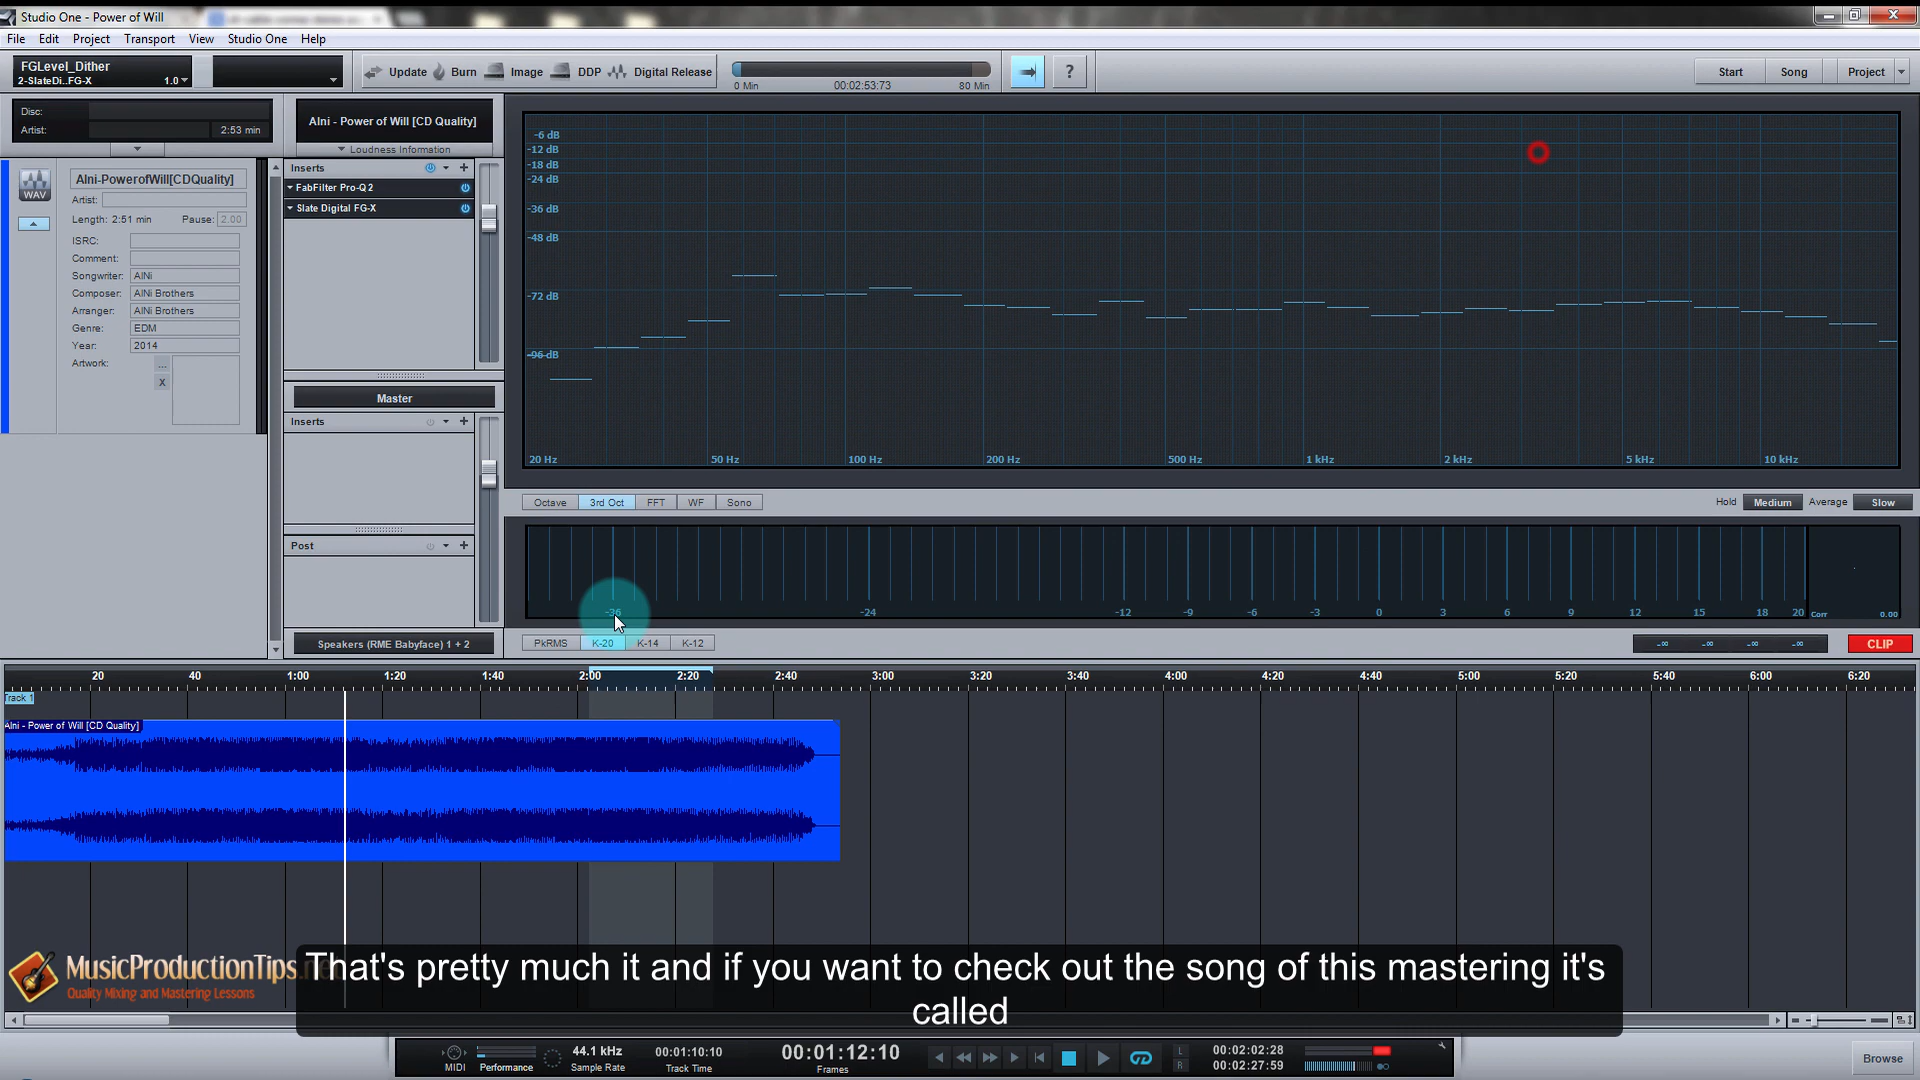 Studio One - Power of Will
File Edit Project Transport View Studio One Help
FGLevel_Dither
2-SlateDi..FG-X 1.0
Update Burn Image DDP Digital Release
0 Min 00:02:53:73 80 Min
?
Start Song Project
Disc:
Artist: 2:53 min
AlNi - Power of Will [CD Quality]
Loudness Information
WAV
AlNi-PowerofWill[CDQuality]
Artist:
Length: 2:51 min Pause: 2.00
ISRC:
Comment:
Songwriter: AlNi
Composer: AlNi Brothers
Arranger: AlNi Brothers
Genre: EDM
Year: 2014
Artwork: ...
X
Inserts
FabFilter Pro-Q 2
Slate Digital FG-X
Master
Inserts
Post
Speakers (RME Babyface) 1 + 2
-6 dB
-12 dB
-18 dB
-24 dB
-36 dB
-48 dB
-72 dB
-96 dB
20 Hz 50 Hz 100 Hz 200 Hz 500 Hz 1 kHz 2 kHz 5 kHz 10 kHz
Octave 3rd Oct FFT WF Sono
Hold Medium Average Slow
-36 -24 -12 -9 -6 -3 0 3 6 9 12 15 18 20 Corr 0.00
PkRMS K-20 K-14 K-12
-∞ -∞ -∞ -∞ CLIP
20 40 1:00 1:20 1:40 2:00 2:20 2:40 3:00 3:20 3:40 4:00 4:20 4:40 5:00 5:20 5:40 6:00 6:20
Track 1
AlNi - Power of Will [CD Quality]
MusicProductionTips.
Quality Mixing and Mastering Lessons
That's pretty much it and if you want to check out the song of this mastering it's
called
MIDI
Performance
44.1 kHz
Sample Rate
00:01:10:10
Track Time
00:01:12:10
Frames
L 00:02:02:28
R 00:02:27:59
Browse